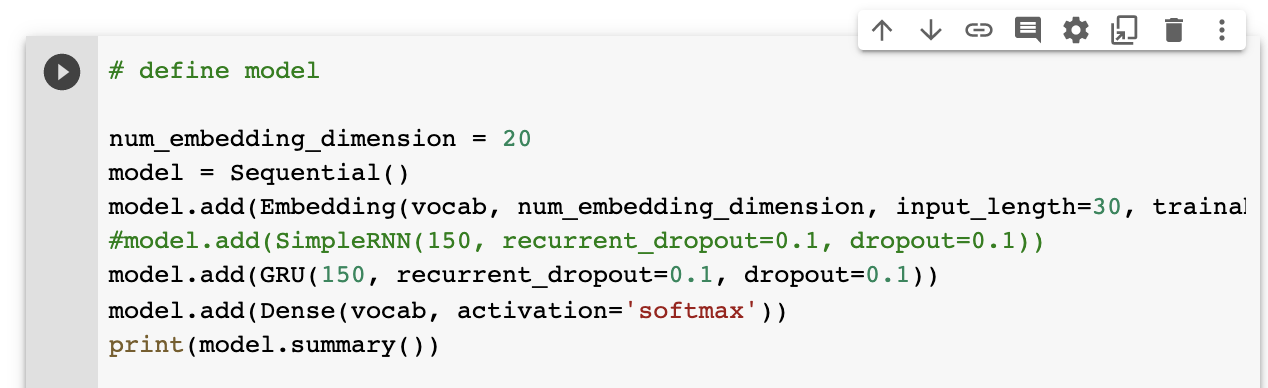 # define model
num_embedding_dimension = 20
model = Sequential()
model.add(Embedding(vocab, num_embedding_dimension, input_length=30,
#model.add(SimpleRNN(150, recurrent_dropout=0.1, dropout=0.1))
model.add(GRU(150, recurrent_dropout=0.1, dropout=0.1))
model.add(Dense(vocab, activation='softmax'))
print(model.summary())